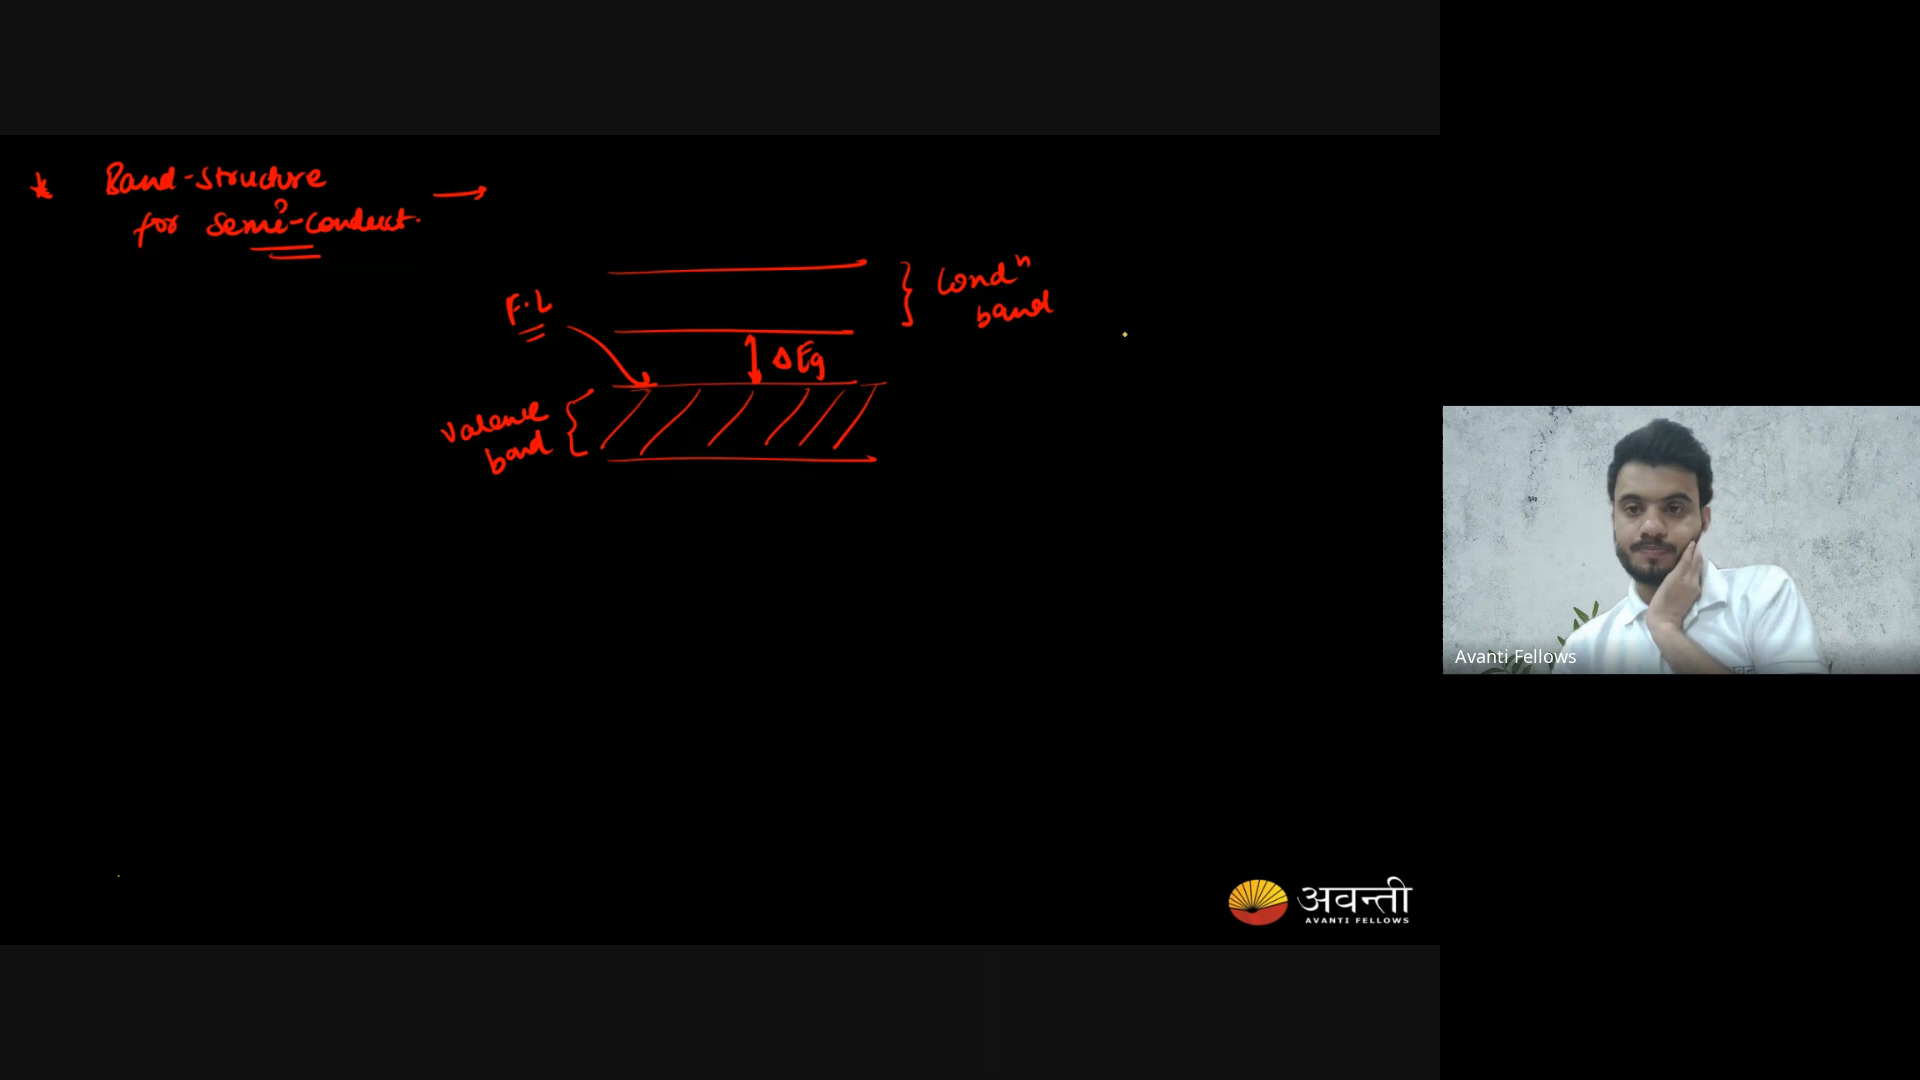 * Band-structure
for semi-conduct. →
F.L
} Condⁿ
band
ΔEg
Valence
band {
Avanti Fellows
अवन्ती
AVANTI FELLOWS